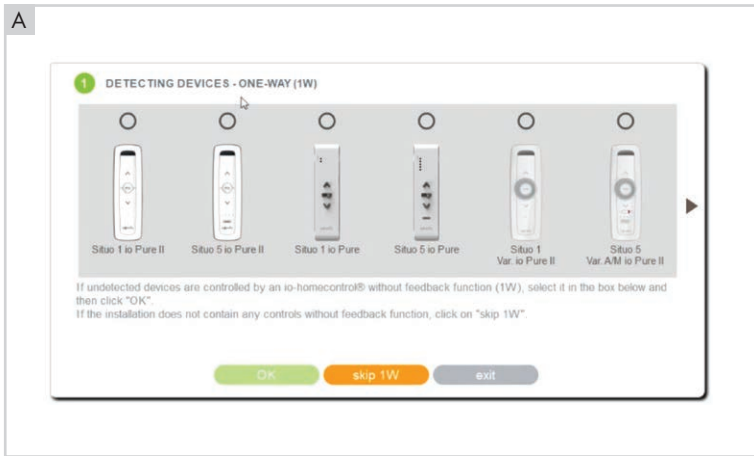 A
1 DETECTING DEVICES - ONE-WAY (1W)
Situo 1 io Pure II
Situo 5 io Pure II
Situo 1 io Pure
Situo 5 io Pure
Situo 1
Var. io Pure II
Situo 5
Var. A/M io Pure II
If undetected devices are controlled by an io-homecontrol® without feedback function (1W), select it in the box below and
then click "OK".
If the installation does not contain any controls without feedback function, click on "skip 1W".
OK
skip 1W
exit